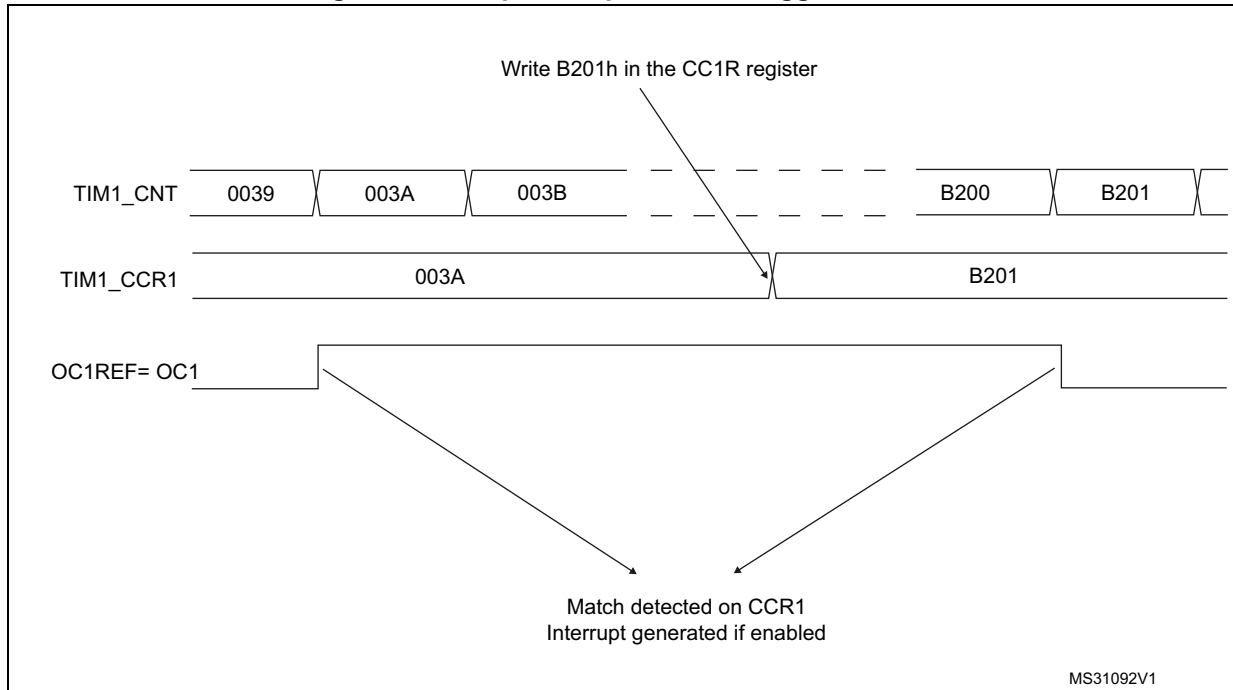 Write B201h in the CC1R register
TIM1_CNT 0039 003A 003B B200 B201
TIM1_CCR1 003A B201
OC1REF= OC1
Match detected on CCR1
Interrupt generated if enabled
MS31092V1